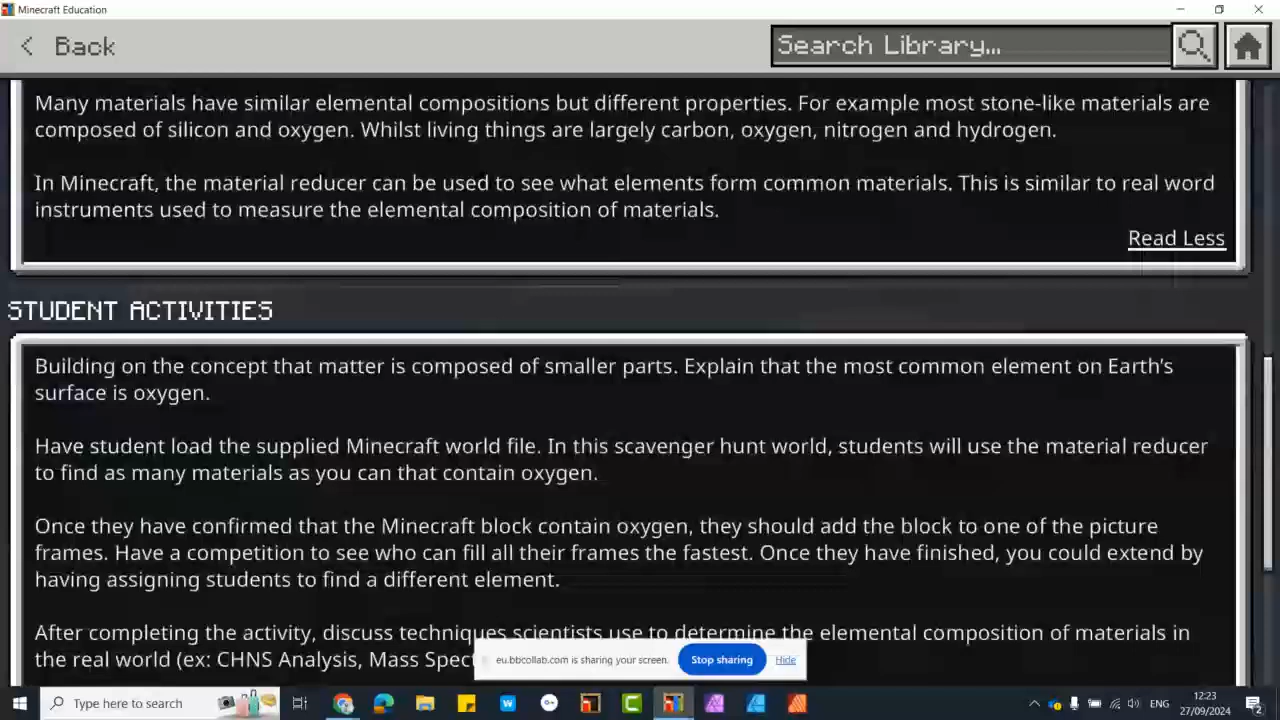 Minecraft Education
Back
Search Library...
Many materials have similar elemental compositions but different properties. For example most stone-like materials are
composed of silicon and oxygen. Whilst living things are largely carbon, oxygen, nitrogen and hydrogen.
In Minecraft, the material reducer can be used to see what elements form common materials. This is similar to real word
instruments used to measure the elemental composition of materials.
Read Less
STUDENT ACTIVITIES
Building on the concept that matter is composed of smaller parts. Explain that the most common element on Earth's
surface is oxygen.
Have student load the supplied Minecraft world file. In this scavenger hunt world, students will use the material reducer
to find as many materials as you can that contain oxygen.
Once they have confirmed that the Minecraft block contain oxygen, they should add the block to one of the picture
frames. Have a competition to see who can fill all their frames the fastest. Once they have finished, you could extend by
having assigning students to find a different element.
After completing the activity, discuss techniques scientists use to determine the elemental composition of materials in
the real world (ex: CHNS Analysis, Mass Spec
eu.bbcollab.com is sharing your screen.
Stop sharing
Hide
Type here to search
ENG
12:23
27/09/2024
2